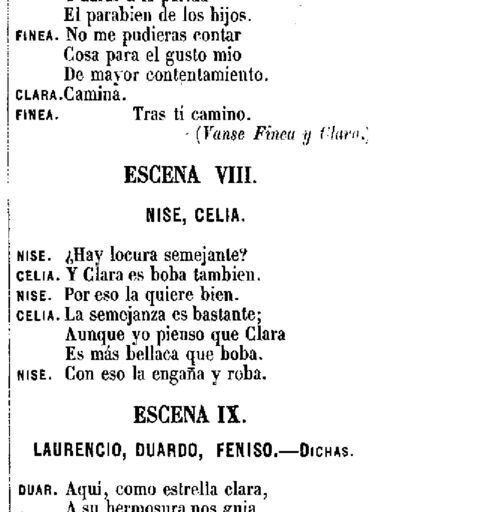 El parabien de los hijos.
FINEA. No me pudieras contar
Cosa para el gusto mio
De mayor contentamiento.
CLARA. Camina.
FINEA. Tras ti camino.
(Vanse Finea y Clara.)
ESCENA VIII.
NISE, CELIA.
NISE. ¿Hay locura semejante?
CELIA. Y Clara es boba tambien.
NISE. Por eso la quiere bien.
CELIA. La semejanza es bastante;
Aunque yo pienso que Clara
Es más bellaca que boba.
NISE. Con eso la engaña y roba.
ESCENA IX.
LAURENCIO, DUARDO, FENISO.—DICHAS.
DUAR. Aquí, como estrella clara,
A su hermosura nos guia